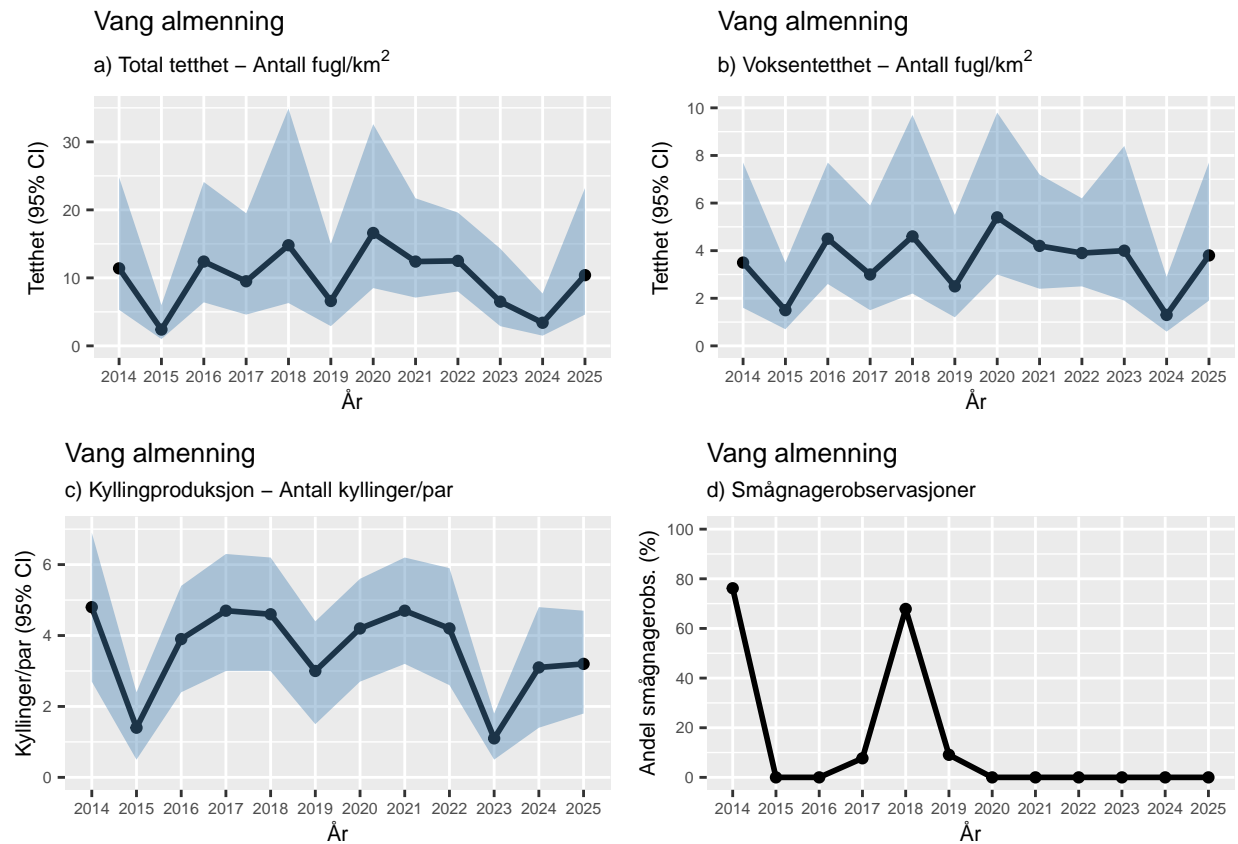 Vang almenning
a) Total tetthet – Antall fugl/km²
Tetthet (95% CI)
30
20
10
0
2014 2015 2016 2017 2018 2019 2020 2021 2022 2023 2024 2025
År
Vang almenning
b) Voksentetthet – Antall fugl/km²
Tetthet (95% CI)
10
8
6
4
2
0
2014 2015 2016 2017 2018 2019 2020 2021 2022 2023 2024 2025
År
Vang almenning
c) Kyllingproduksjon – Antall kyllinger/par
Kyllinger/par (95% CI)
6
4
2
0
2014 2015 2016 2017 2018 2019 2020 2021 2022 2023 2024 2025
År
Vang almenning
d) Smågnagerobservasjoner
Andel smågnagerobs. (%)
100
80
60
40
20
0
2014 2015 2016 2017 2018 2019 2020 2021 2022 2023 2024 2025
År